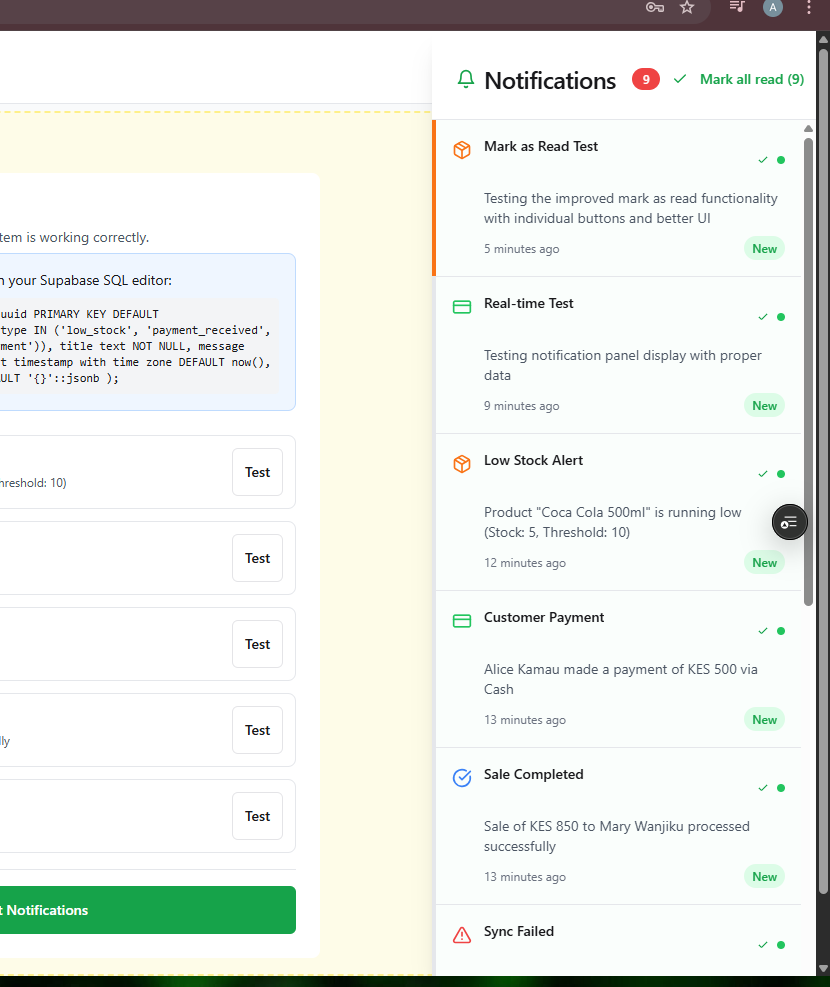 A
Notifications
9
Mark all read (9)
tem is working correctly.
n your Supabase SQL editor:
uuid PRIMARY KEY DEFAULT
type IN ('low_stock', 'payment_received',
ment')), title text NOT NULL, message
t timestamp with time zone DEFAULT now(),
ULT '{}'::jsonb );
Test
hreshold: 10)
Test
Test
Test
lly
Test
t Notifications
Mark as Read Test
Testing the improved mark as read functionality
with individual buttons and better UI
5 minutes ago
New
Real-time Test
Testing notification panel display with proper
data
9 minutes ago
New
Low Stock Alert
Product "Coca Cola 500ml" is running low
(Stock: 5, Threshold: 10)
12 minutes ago
New
Customer Payment
Alice Kamau made a payment of KES 500 via
Cash
13 minutes ago
New
Sale Completed
Sale of KES 850 to Mary Wanjiku processed
successfully
13 minutes ago
New
Sync Failed